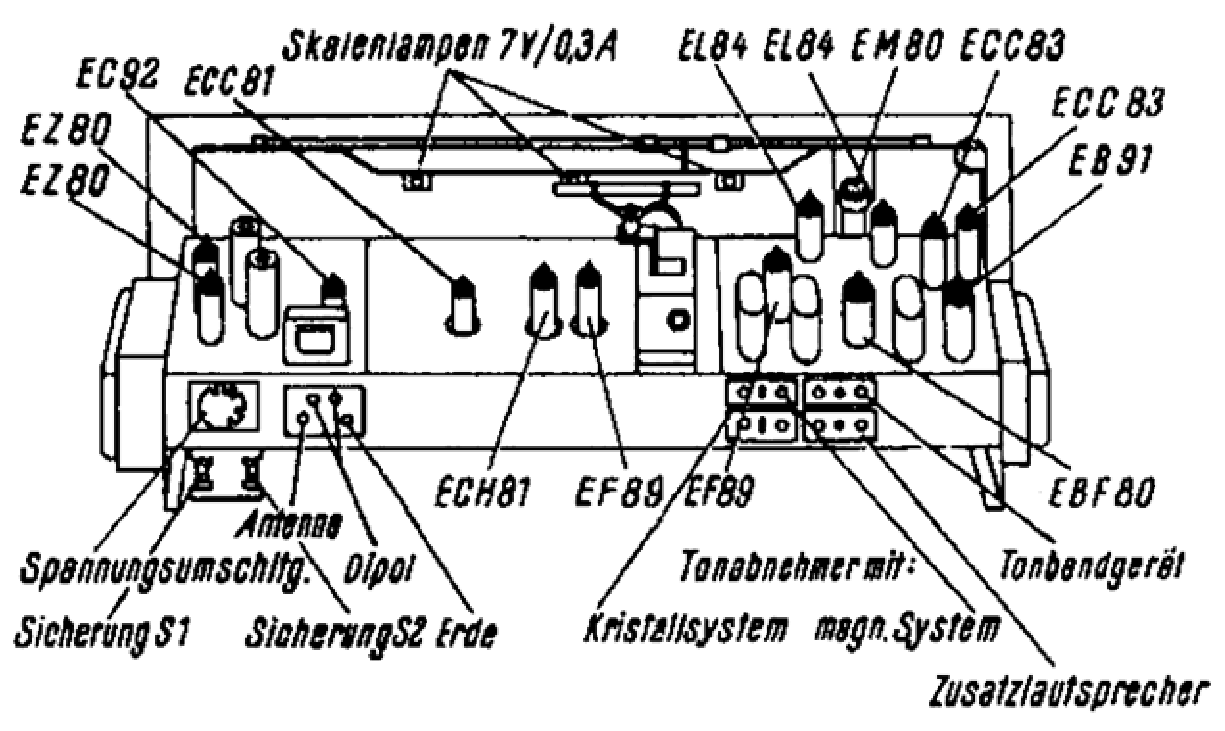 Skalenlampen 7V/0,3A
EL84 EL84 EM80 ECC83
EC92 ECC81
ECC83
EZ80
EB91
EZ80
ECH81 EF89 EF89
EBF80
Antenne
Spannungsumschltg. Dipol
Tonabnehmer mit:
Tonbandgerät
Sicherung S1 Sicherung S2 Erde
Kristallsystem magn. System
Zusatzlautsprecher